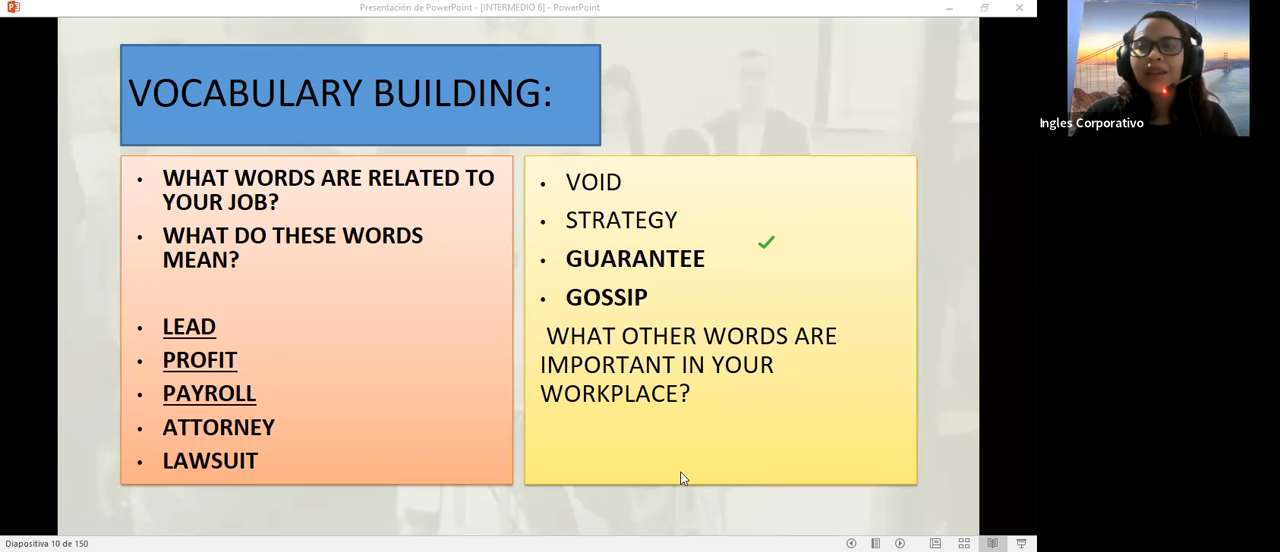 Presentación de PowerPoint - [INTERMEDIO 6] - PowerPoint
VOCABULARY BUILDING:
• WHAT WORDS ARE RELATED TO
YOUR JOB?
• WHAT DO THESE WORDS
MEAN?
• LEAD
• PROFIT
• PAYROLL
• ATTORNEY
• LAWSUIT
• VOID
• STRATEGY
• GUARANTEE
• GOSSIP
WHAT OTHER WORDS ARE
IMPORTANT IN YOUR
WORKPLACE?
Ingles Corporativo
Diapositiva 10 de 150